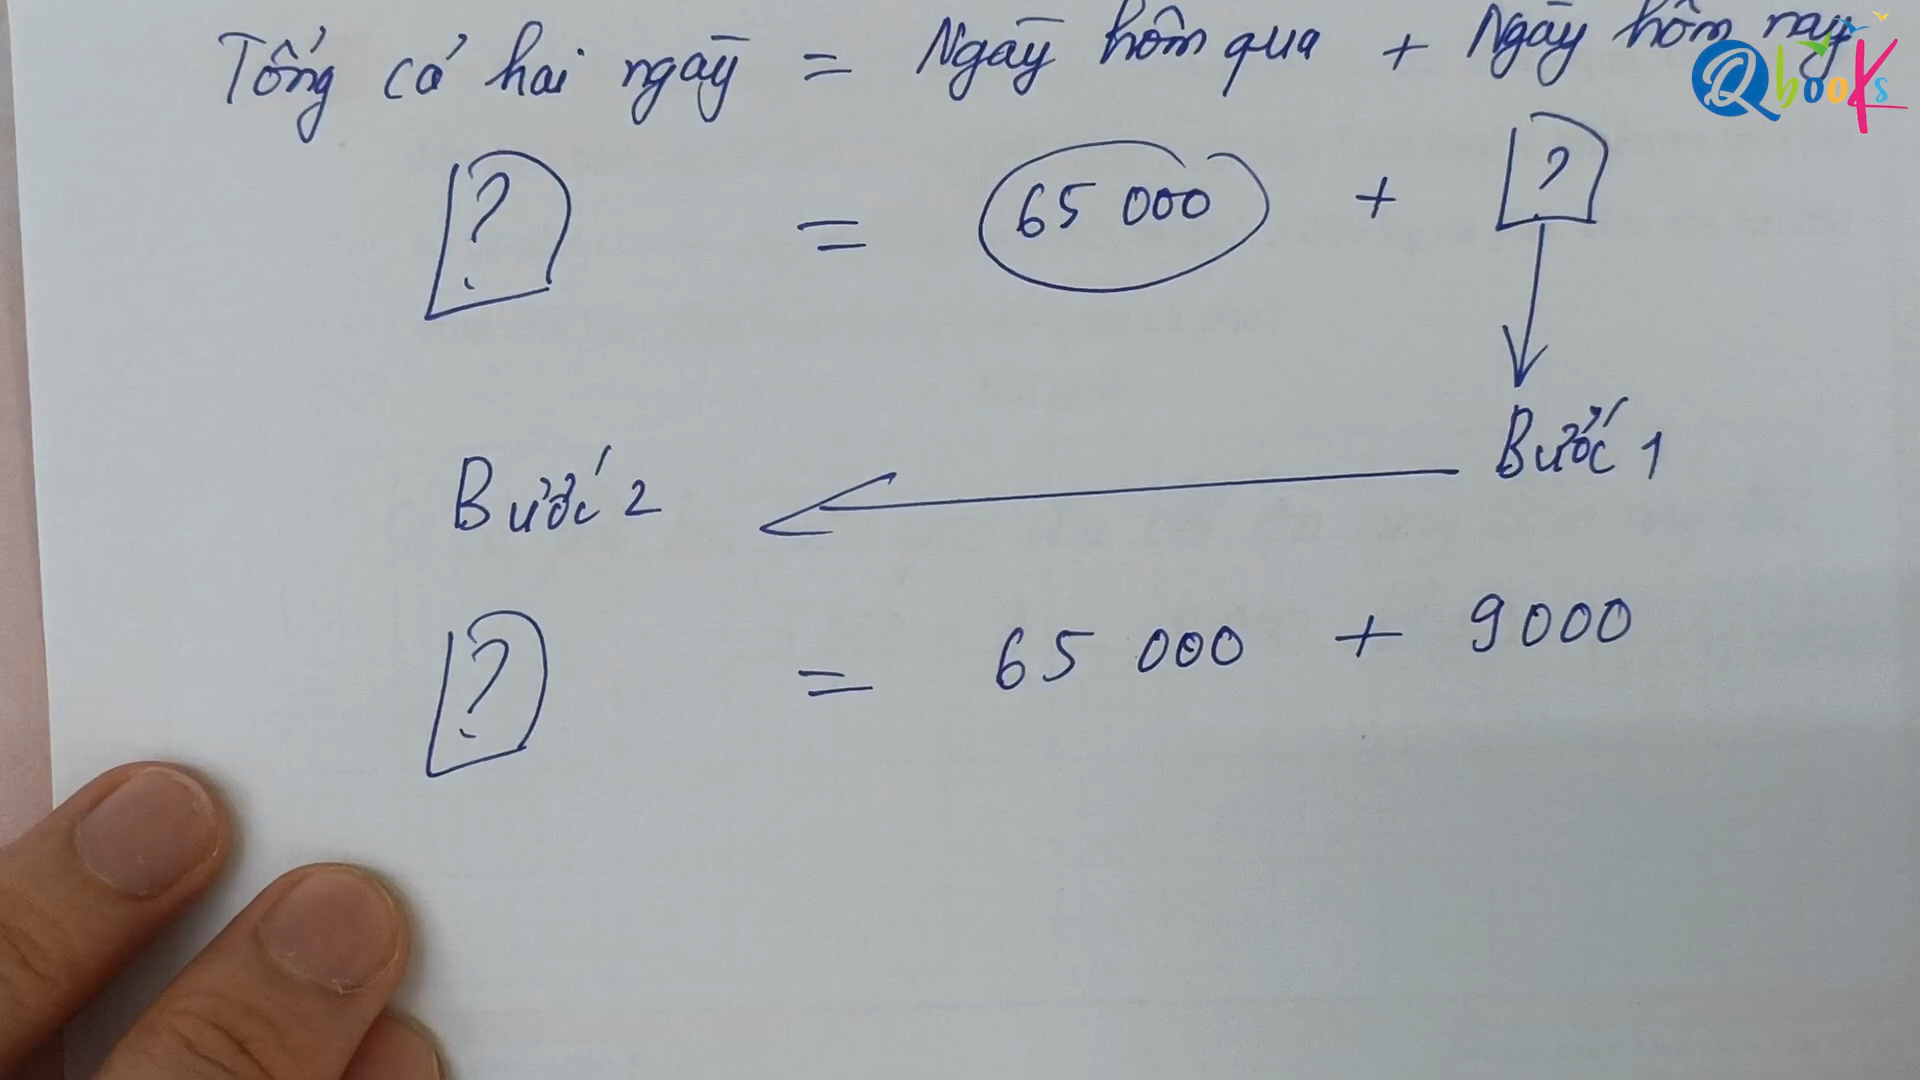 Tổng cả hai ngày = Ngày hôm qua + Ngày hôm nay
Qbooks
? = 65 000 + ?
Bước 2 Bước 1
? = 65 000 + 9000